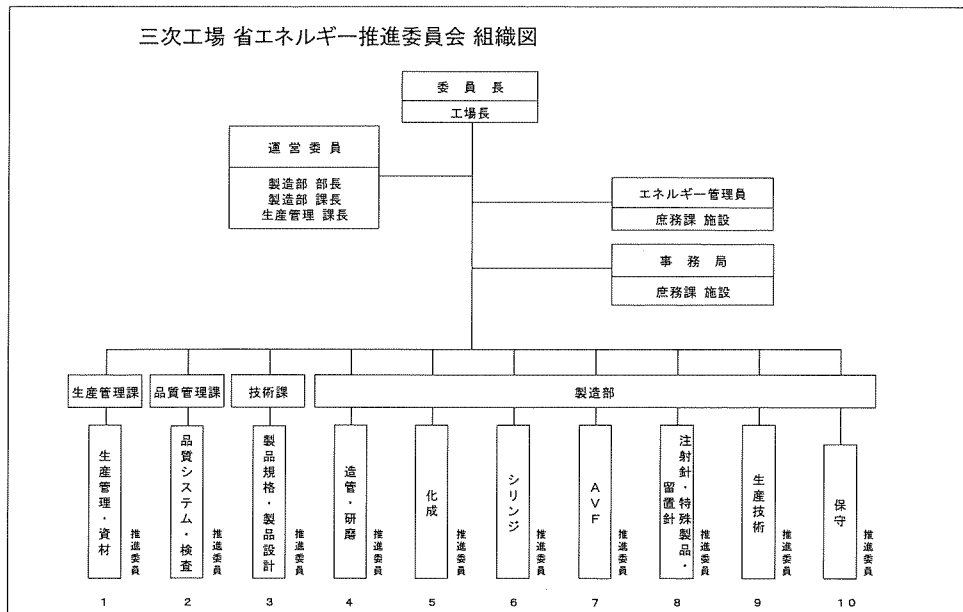 三次工場 省エネルギー推進委員会 組織図
委員長
工場長
運営委員
製造部 部長
製造部 課長
生産管理 課長
エネルギー管理員
庶務課 施設
事務局
庶務課 施設
生産管理課
品質管理課
技術課
製造部
生産管理・資材
推進委員
品質システム・検査
推進委員
製品規格・製品設計
推進委員
造管・研磨
推進委員
化成
推進委員
シリンジ
推進委員
AVF
推進委員
注射針・特殊製品・
留置針
推進委員
生産技術
推進委員
保守
推進委員
1
2
3
4
5
6
7
8
9
10